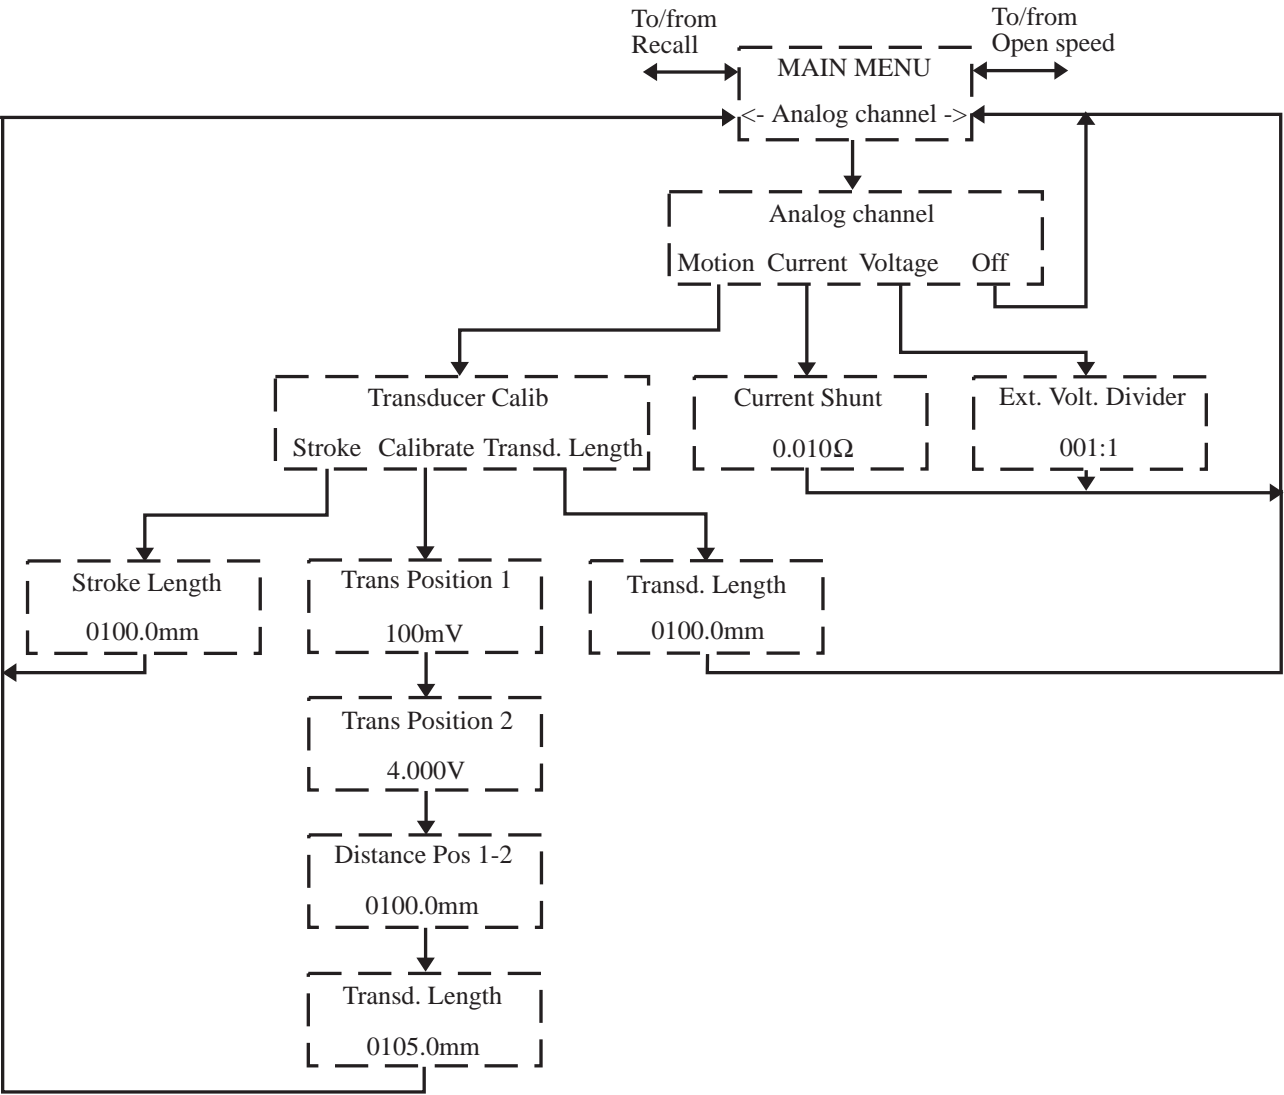 To/from
Recall
To/from
Open speed
MAIN MENU
<- Analog channel ->
Analog channel
Motion Current Voltage Off
Transducer Calib
Stroke Calibrate Transd. Length
Current Shunt
0.010Ω
Ext. Volt. Divider
001:1
Stroke Length
0100.0mm
Trans Position 1
100mV
Transd. Length
0100.0mm
Trans Position 2
4.000V
Distance Pos 1-2
0100.0mm
Transd. Length
0105.0mm